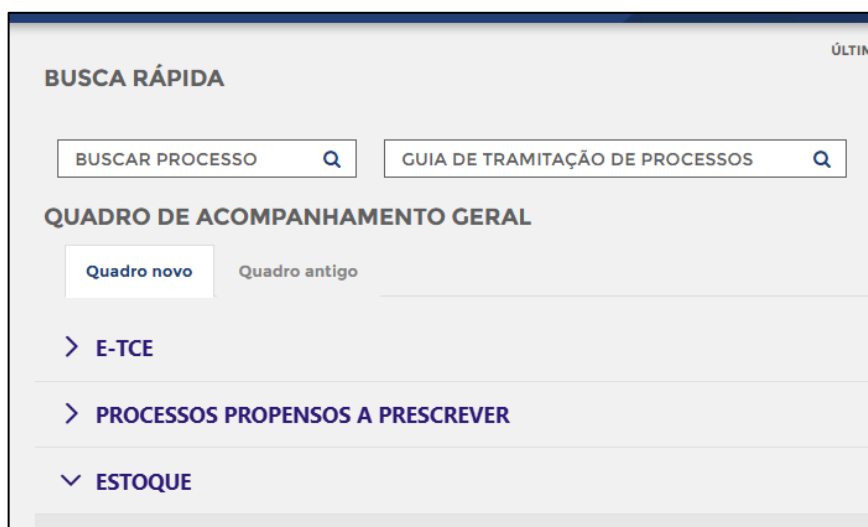 BUSCA RÁPIDA
BUSCAR PROCESSO
GUIA DE TRAMITAÇÃO DE PROCESSOS
QUADRO DE ACOMPANHAMENTO GERAL
Quadro novo Quadro antigo
E-TCE
PROCESSOS PROPENSOS A PRESCREVER
ESTOQUE